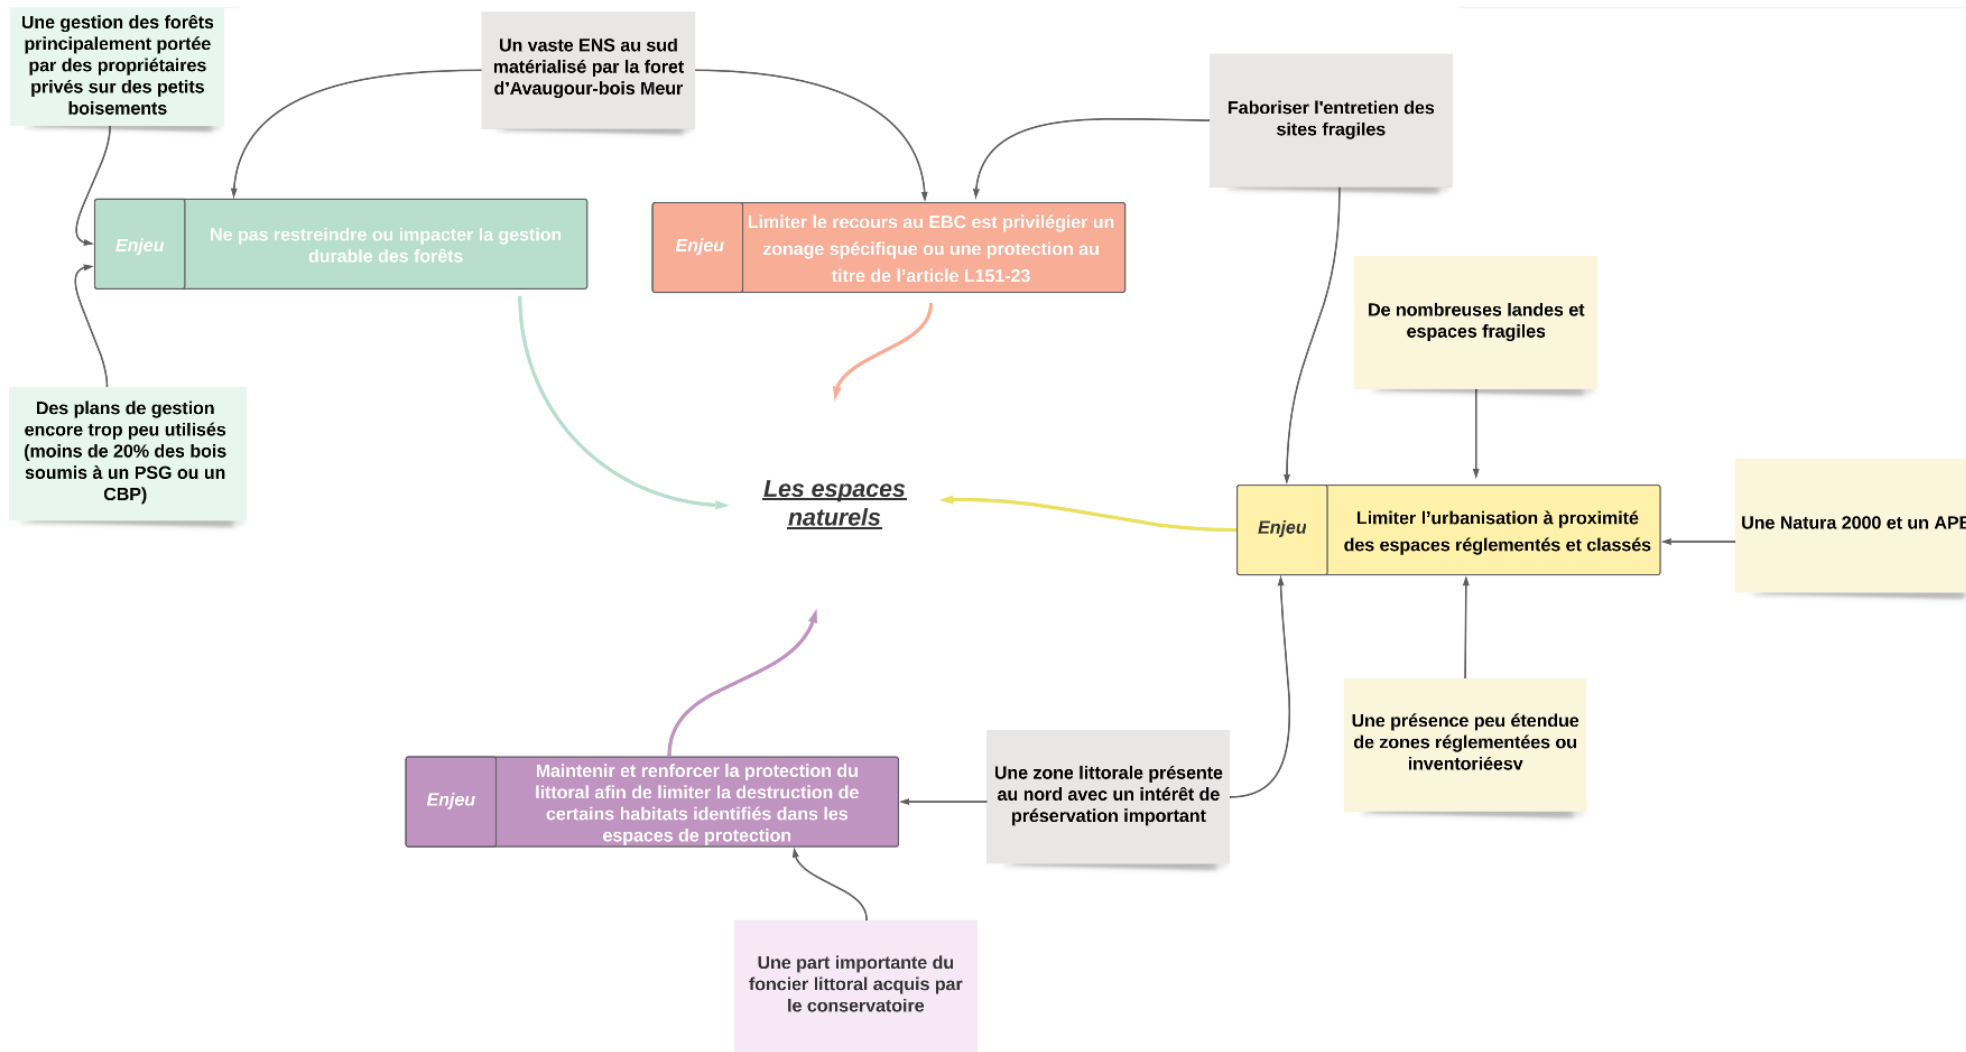 Une gestion des forêts
principalement portée
par des propriétaires
privés sur des petits
boisements
Un vaste ENS au sud
matérialisé par la foret
d'Avaugour-bois Meur
Faboriser l'entretien des
sites fragiles
Enjeu
Ne pas restreindre ou impacter la gestion
durable des forêts
Enjeu
Limiter le recours au EBC est privilégier un
zonage spécifique ou une protection au
titre de l'article L151-23
De nombreuses landes et
espaces fragiles
Des plans de gestion
encore trop peu utilisés
(moins de 20% des bois
soumis à un PSG ou un
CBP)
Les espaces
naturels
Enjeu
Limiter l'urbanisation à proximité
des espaces réglementés et classés
Une Natura 2000 et un
Une présence peu étendue
de zones réglementées ou
inventoriéesv
Enjeu
Maintenir et renforcer la protection du
littoral afin de limiter la destruction de
certains habitats identifiés dans les
espaces de protection
Une zone littorale présente
au nord avec un intérêt de
préservation important
Une part importante du
foncier littoral acquis par
le conservatoire